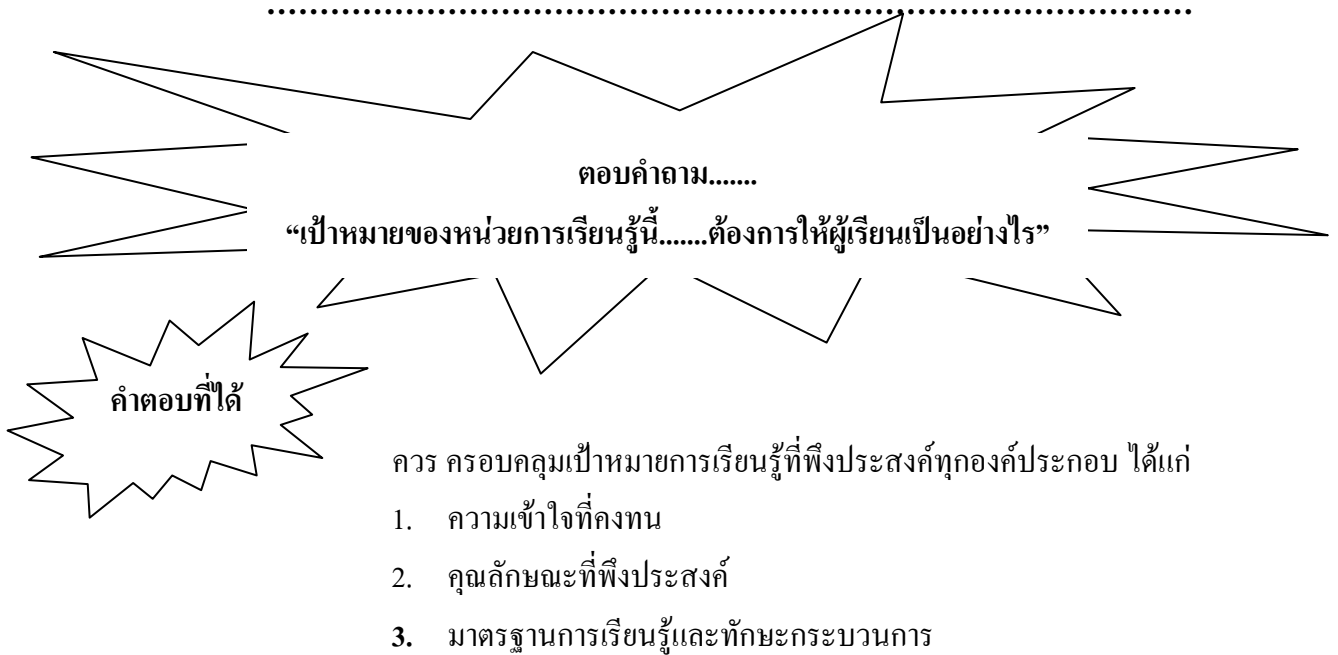 ................................................................................
ตอบคำถาม.......
“เป้าหมายของหน่วยการเรียนรู้นี้.......ต้องการให้ผู้เรียนเป็นอย่างไร”
คำตอบที่ได้
ควร ครอบคลุมเป้าหมายการเรียนรู้ที่พึงประสงค์ทุกองค์ประกอบ ได้แก่
1. ความเข้าใจที่คงทน
2. คุณลักษณะที่พึงประสงค์
3. มาตรฐานการเรียนรู้และทักษะกระบวนการ